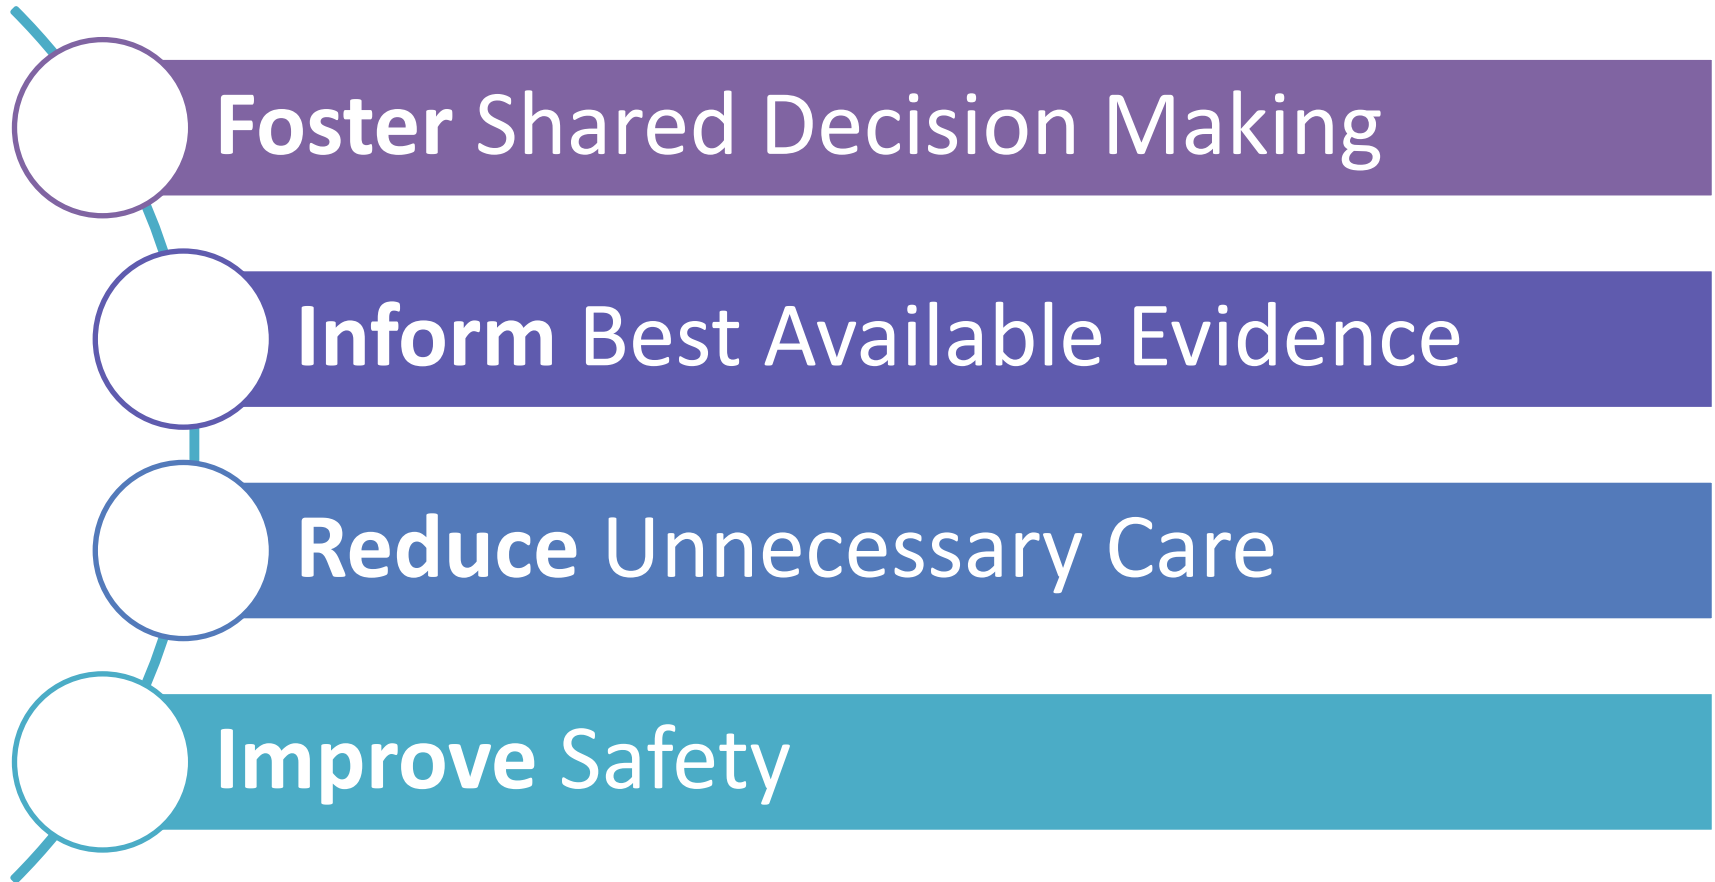 Foster Shared Decision Making
Inform Best Available Evidence
Reduce Unnecessary Care
Improve Safety